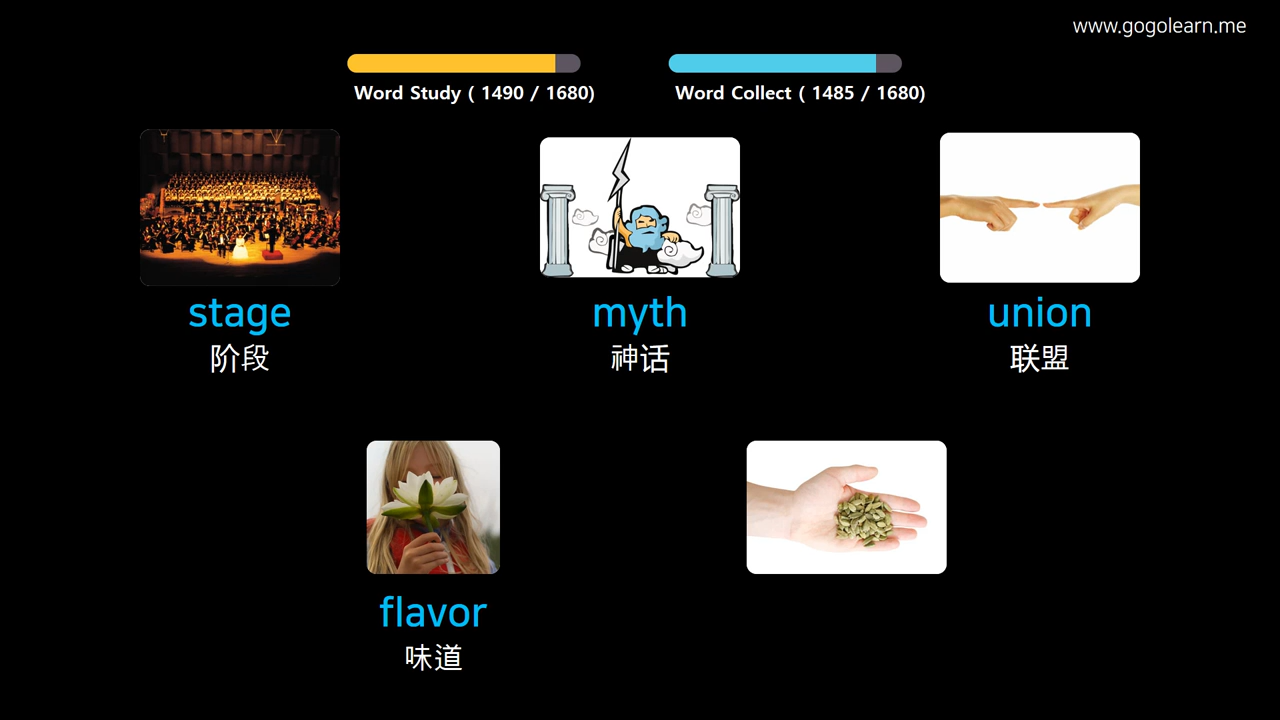 www.gogolearn.me
Word Study ( 1490 / 1680)
Word Collect ( 1485 / 1680)
stage
阶段
myth
神话
union
联盟
flavor
味道